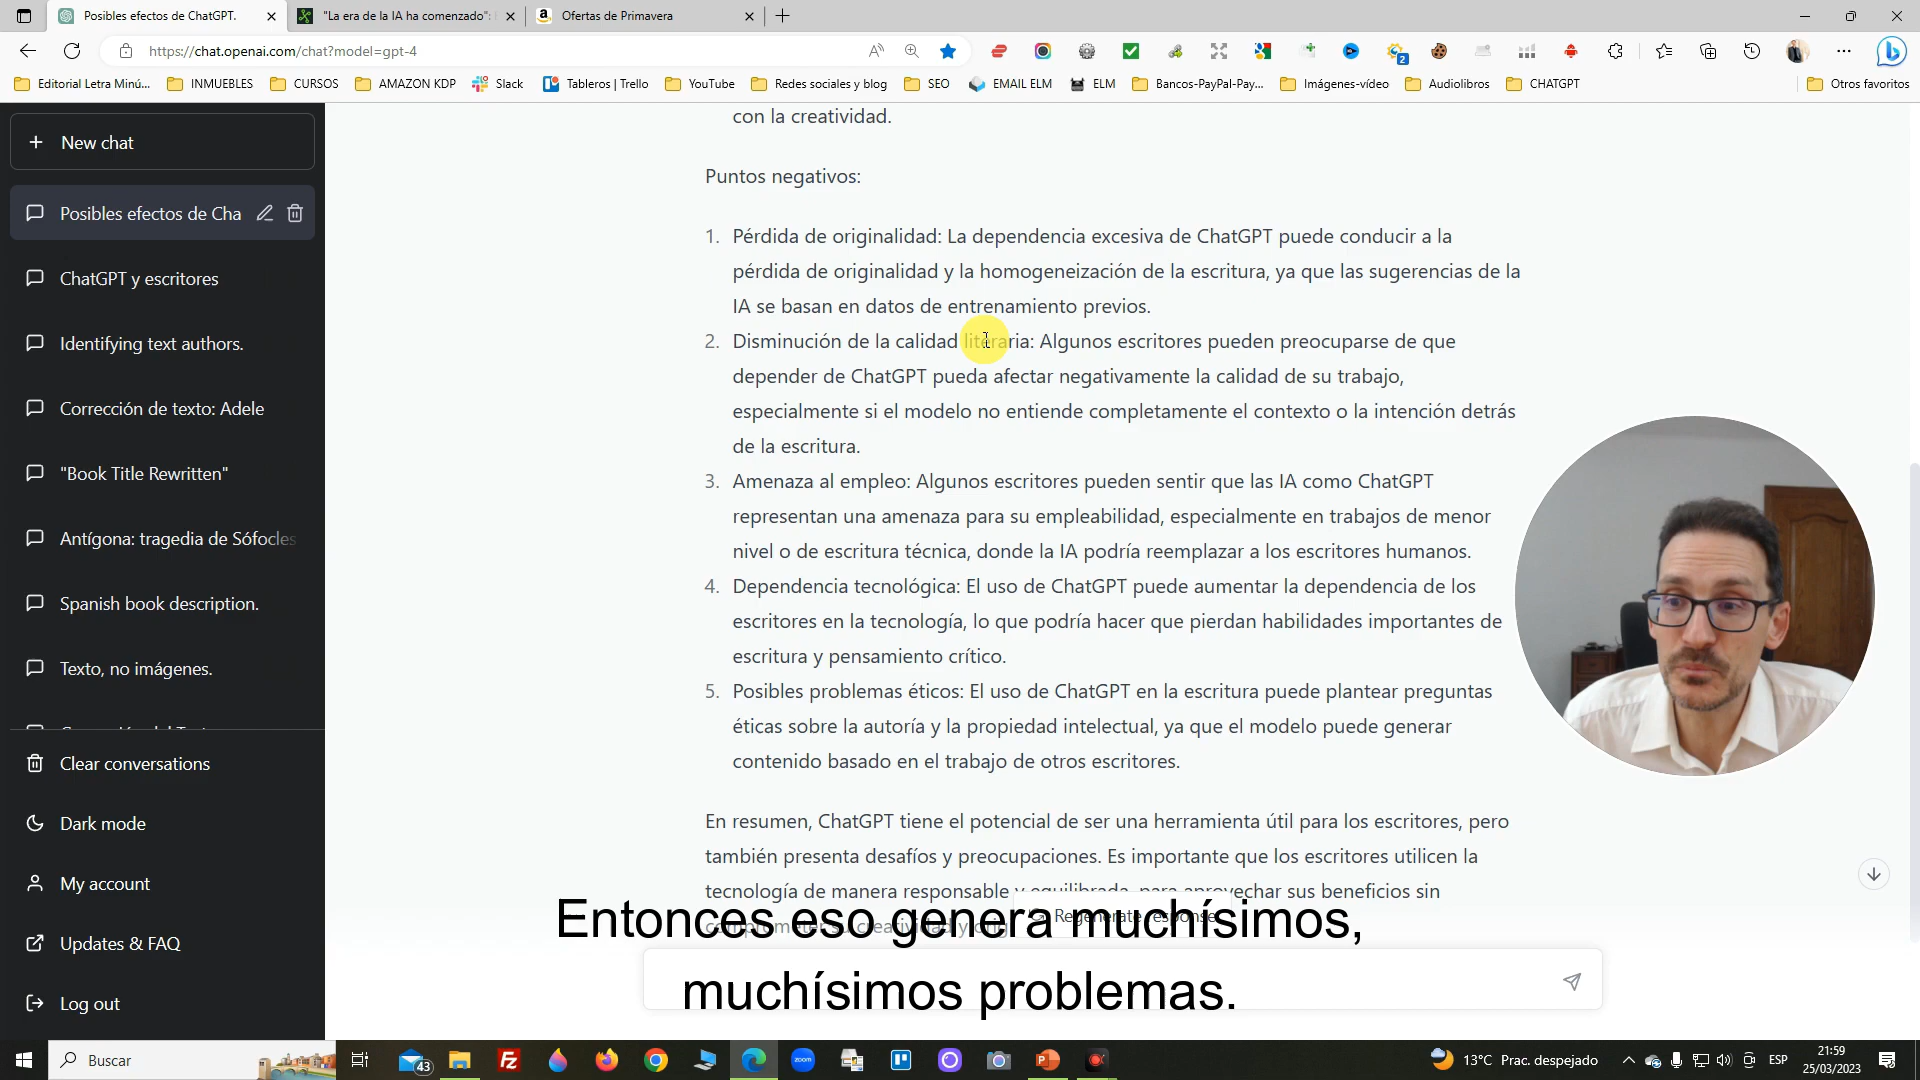 Posibles efectos de ChatGPT.
"La era de la IA ha comenzado":
Ofertas de Primavera
https://chat.openai.com/chat?model=gpt-4
Editorial Letra Minú...
INMUEBLES
CURSOS
AMAZON KDP
Slack
Tableros | Trello
YouTube
Redes sociales y blog
SEO
EMAIL ELM
ELM
Bancos-PayPal-Pay...
Imágenes-vídeo
Audiolibros
CHATGPT
Otros favoritos
New chat
Posibles efectos de Cha
ChatGPT y escritores
Identifying text authors.
Corrección de texto: Adele
"Book Title Rewritten"
Antígona: tragedia de Sófocles
Spanish book description.
Texto, no imágenes.
Clear conversations
Dark mode
My account
Updates & FAQ
Log out
con la creatividad.
Puntos negativos:
1. Pérdida de originalidad: La dependencia excesiva de ChatGPT puede conducir a la
pérdida de originalidad y la homogeneización de la escritura, ya que las sugerencias de la
IA se basan en datos de entrenamiento previos.
2. Disminución de la calidad literaria: Algunos escritores pueden preocuparse de que
depender de ChatGPT pueda afectar negativamente la calidad de su trabajo,
especialmente si el modelo no entiende completamente el contexto o la intención detrás
de la escritura.
3. Amenaza al empleo: Algunos escritores pueden sentir que las IA como ChatGPT
representan una amenaza para su empleabilidad, especialmente en trabajos de menor
nivel o de escritura técnica, donde la IA podría reemplazar a los escritores humanos.
4. Dependencia tecnológica: El uso de ChatGPT puede aumentar la dependencia de los
escritores en la tecnología, lo que podría hacer que pierdan habilidades importantes de
escritura y pensamiento crítico.
5. Posibles problemas éticos: El uso de ChatGPT en la escritura puede plantear preguntas
éticas sobre la autoría y la propiedad intelectual, ya que el modelo puede generar
contenido basado en el trabajo de otros escritores.
En resumen, ChatGPT tiene el potencial de ser una herramienta útil para los escritores, pero
también presenta desafíos y preocupaciones. Es importante que los escritores utilicen la
tecnología de manera responsable y equilibrada, para aprovechar sus beneficios sin
comprometer su creatividad y orig
Regenerate response
Entonces eso genera muchísimos,
muchísimos problemas.
Buscar
43
zoom
13°C Prac. despejado
ESP
21:59
25/03/2023